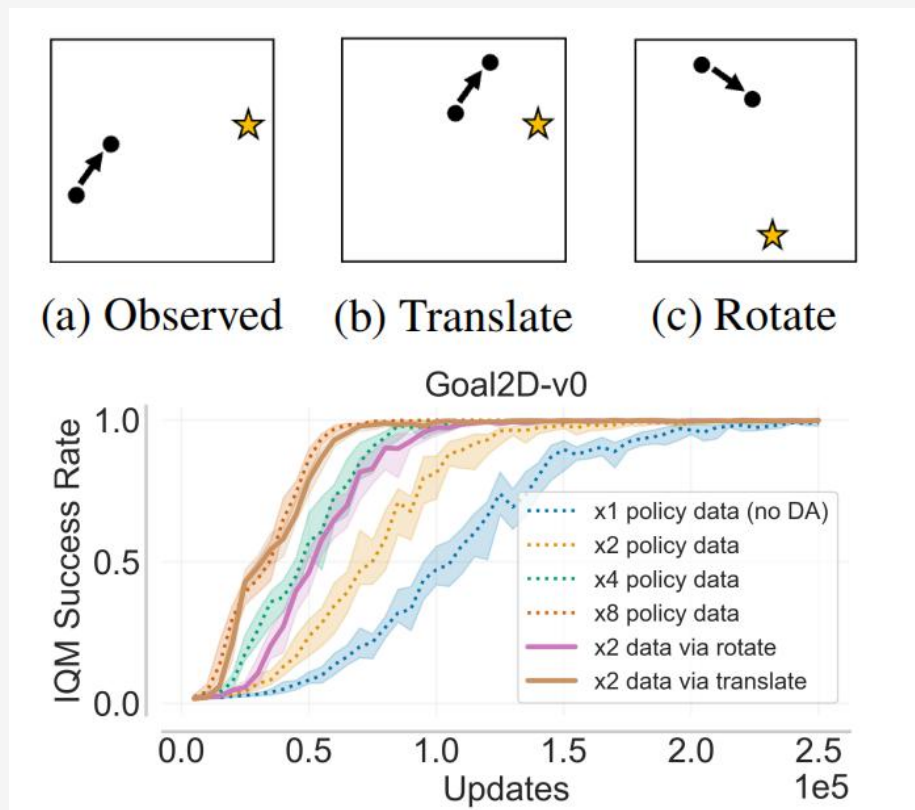 (a) Observed (b) Translate (c) Rotate
Goal2D-v0
IQM Success Rate
1.0
0.5
0.0
x1 policy data (no DA)
x2 policy data
x4 policy data
x8 policy data
x2 data via rotate
x2 data via translate
0.0 0.5 1.0 1.5 2.0 2.5
1e5
Updates